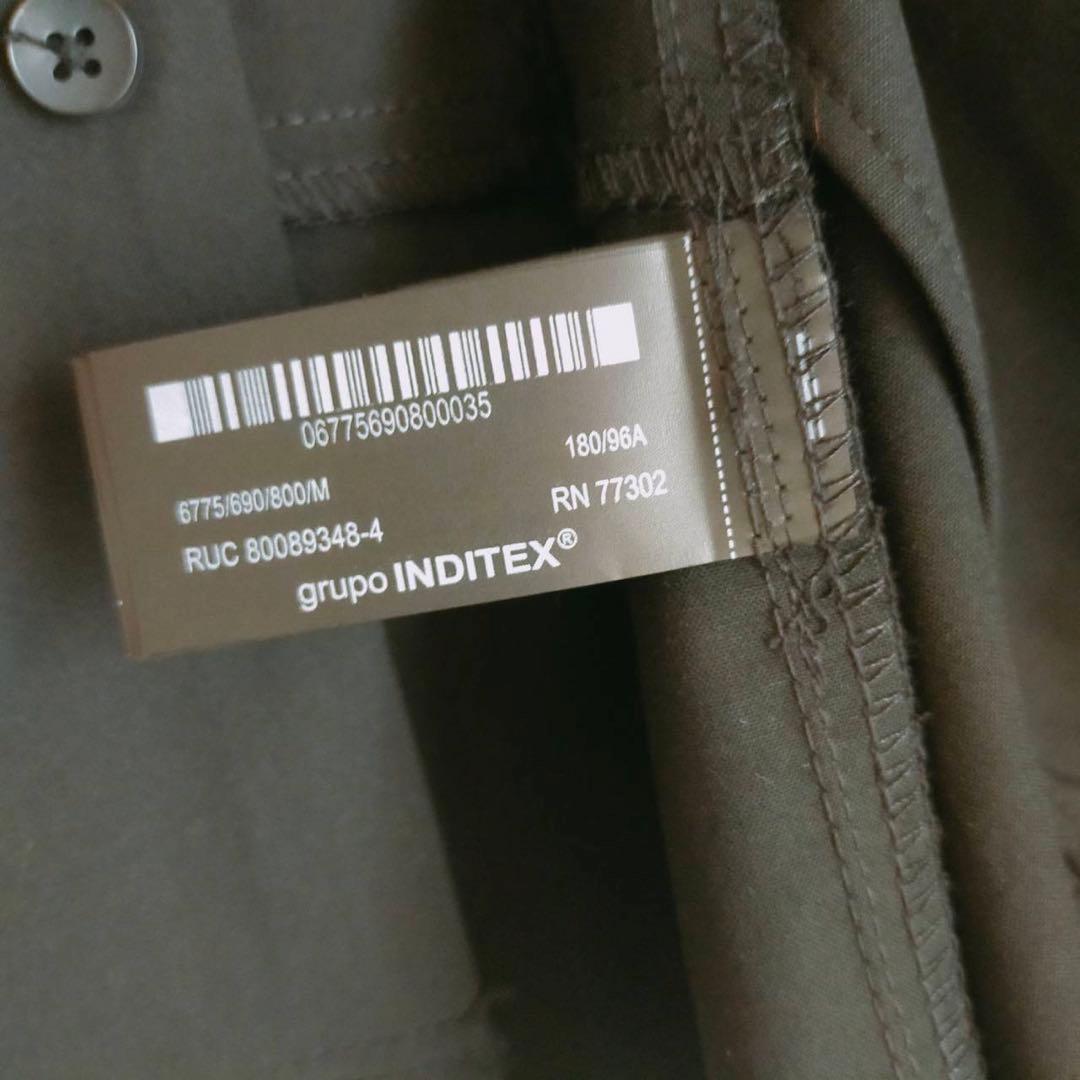 06775690800035
180/96A
6775/690/800/M
RN 77302
RUC 80089348-4
grupo INDITEX®